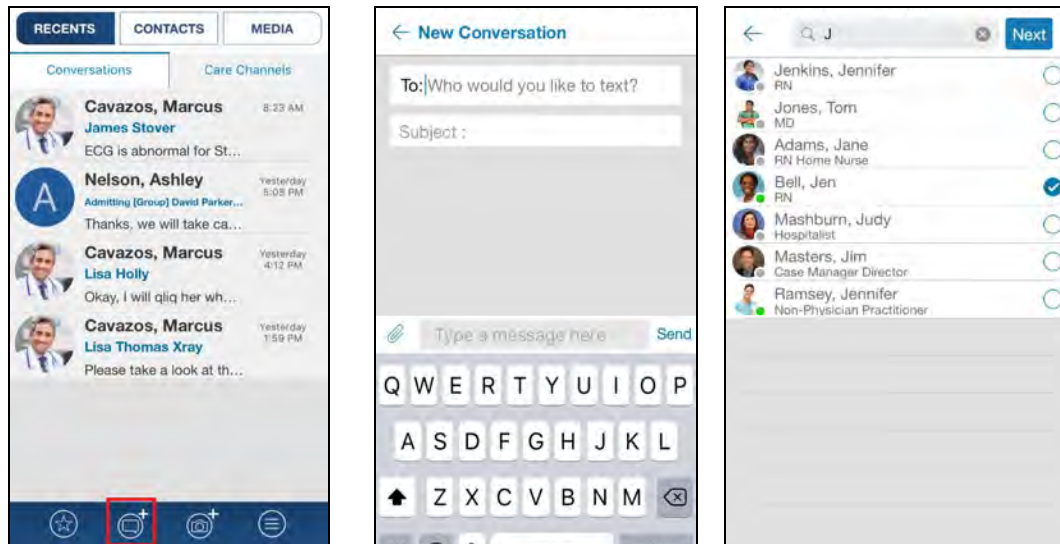 RECENTS CONTACTS MEDIA
Conversations Care Channels
Cavazos, Marcus 8:23 AM
James Stover
ECG is abnormal for St...
A
Nelson, Ashley Yesterday
5:08 PM
Admitting [Group] David Parker...
Thanks, we will take ca...
Cavazos, Marcus Yesterday
4:12 PM
Lisa Holly
Okay, I will qliq her wh...
Cavazos, Marcus Yesterday
1:59 PM
Lisa Thomas Xray
Please take a look at th...
New Conversation
To: Who would you like to text?
Subject :
Type a message here Send
Q W E R T Y U I O P
A S D F G H J K L
Z X C V B N M
J Next
Jenkins, Jennifer
RN
Jones, Tom
MD
Adams, Jane
RN Home Nurse
Bell, Jen
RN
Mashburn, Judy
Hospitalist
Masters, Jim
Case Manager Director
Ramsey, Jennifer
Non-Physician Practitioner